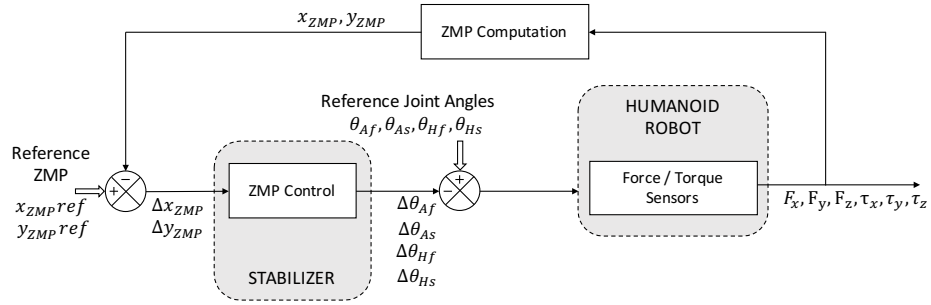 x_ZMP, y_ZMP
ZMP Computation
Reference Joint Angles
θ_Af, θ_As, θ_Hf, θ_Hs
HUMANOID
ROBOT
Reference
ZMP
−
+
x_ZMP ref
y_ZMP ref
Δx_ZMP
Δy_ZMP
ZMP Control
STABILIZER
+
−
Δθ_Af
Δθ_As
Δθ_Hf
Δθ_Hs
Force / Torque
Sensors
F_x, F_y, F_z, τ_x, τ_y, τ_z